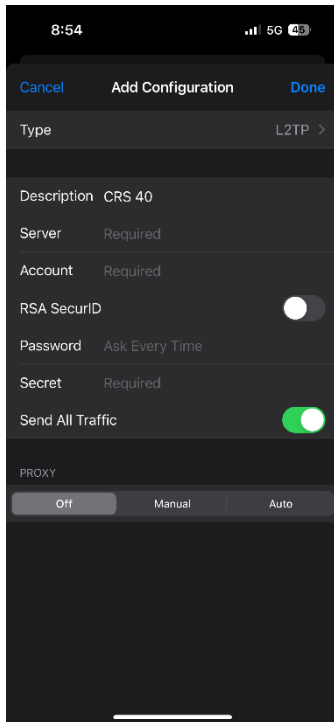 8:54 5G 45
Cancel Add Configuration Done
Type L2TP >
Description CRS 40
Server Required
Account Required
RSA SecurID
Password Ask Every Time
Secret Required
Send All Traffic
PROXY
Off Manual Auto